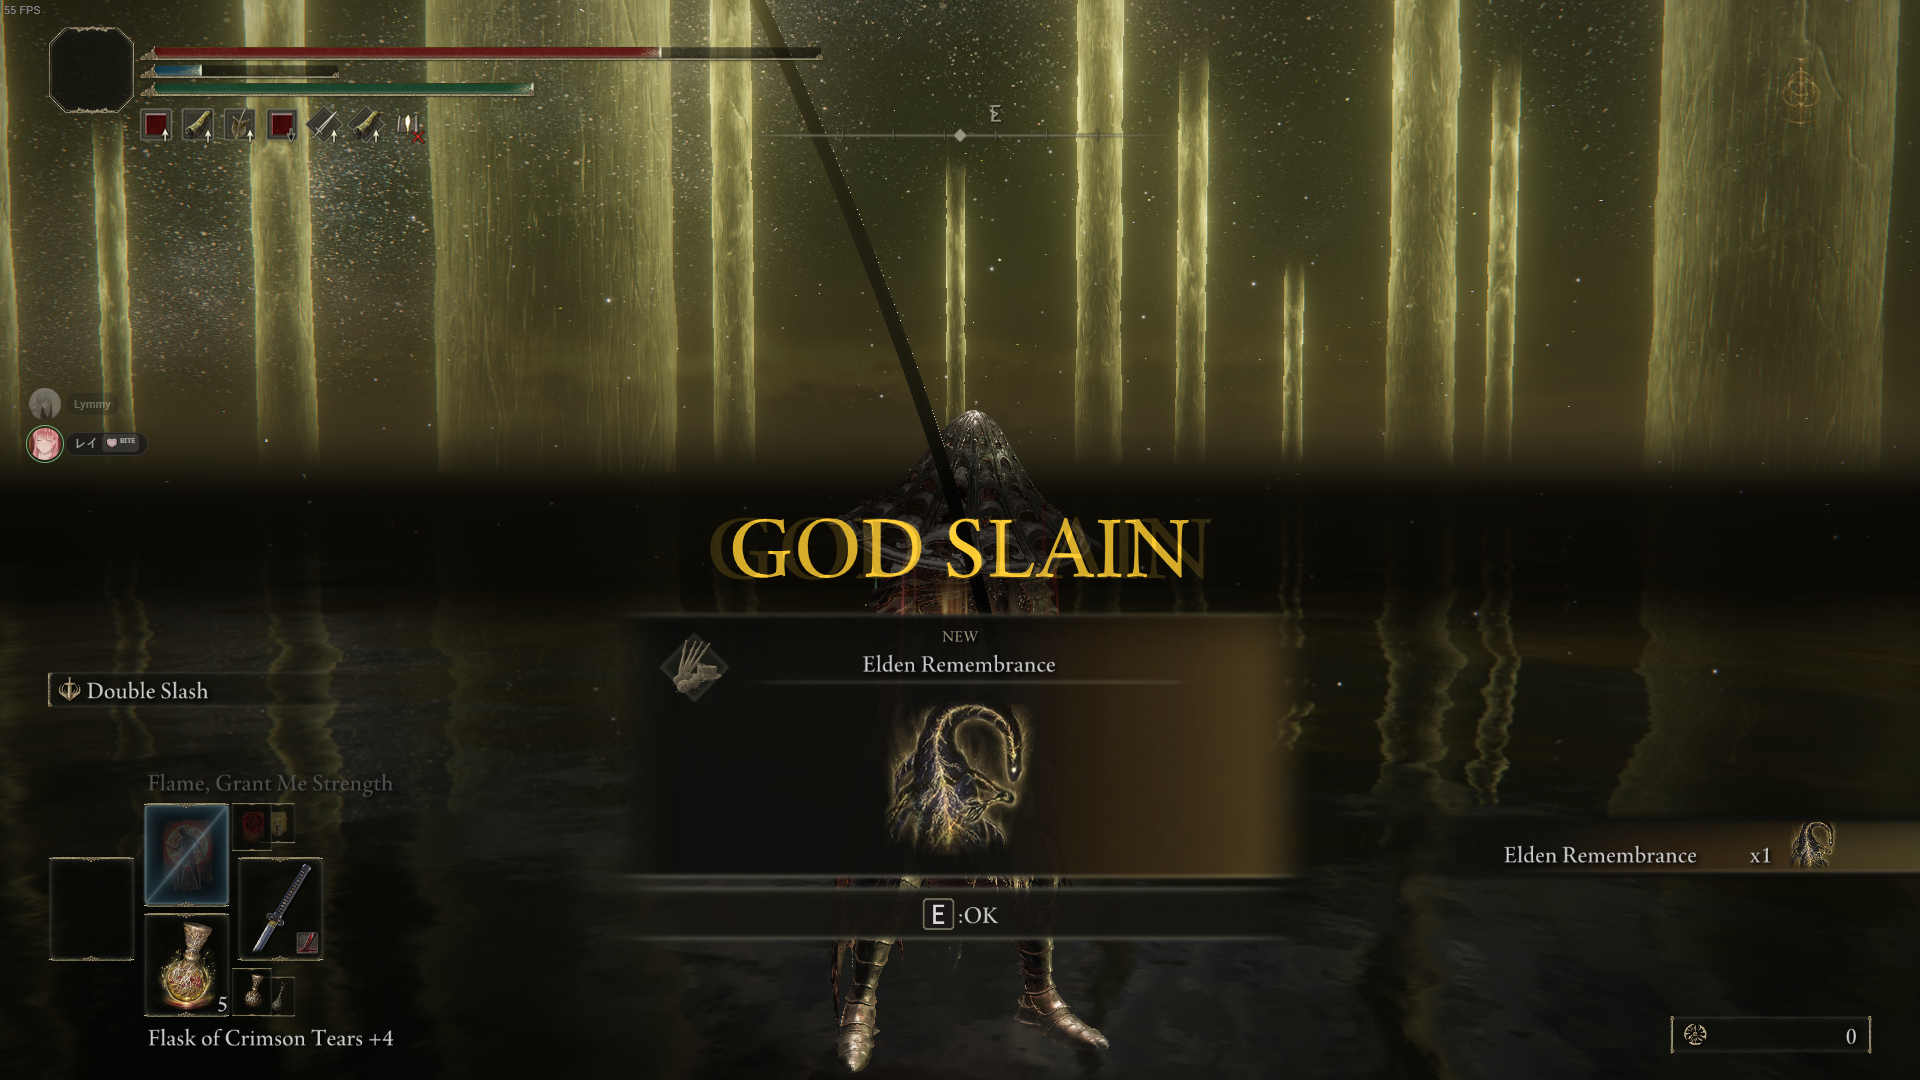 55 FPS
E
Lymmy
レイ BITE
GOD SLAIN
NEW
Elden Remembrance
Double Slash
Flame, Grant Me Strength
Elden Remembrance x1
E :OK
5
Flask of Crimson Tears +4
0